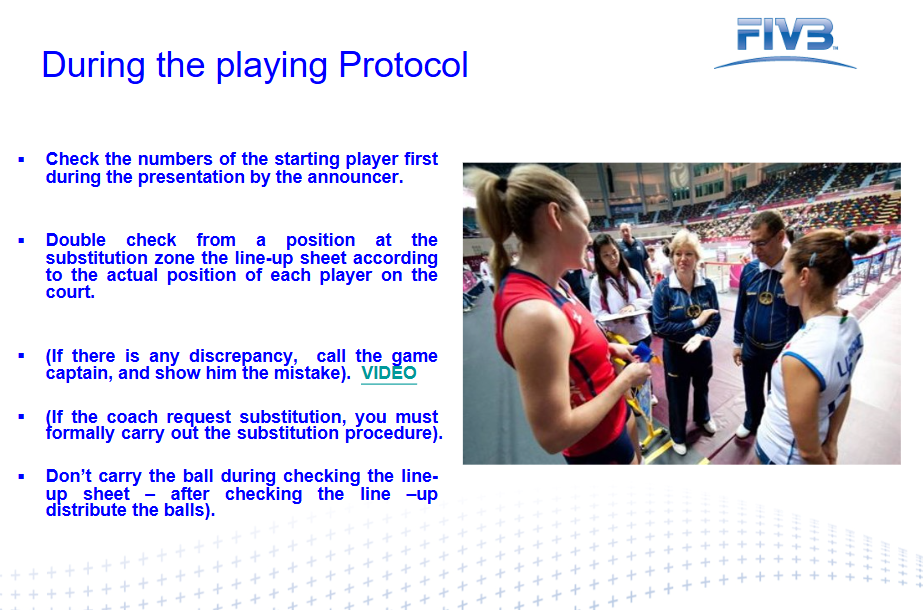 FIVB
TM
During the playing Protocol
▪ Check the numbers of the starting player first
during the presentation by the announcer.
▪ Double check from a position at the
substitution zone the line-up sheet according
to the actual position of each player on the
court.
▪ (If there is any discrepancy, call the game
captain, and show him the mistake). VIDEO
▪ (If the coach request substitution, you must
formally carry out the substitution procedure).
▪ Don’t carry the ball during checking the line-
up sheet – after checking the line –up
distribute the balls).